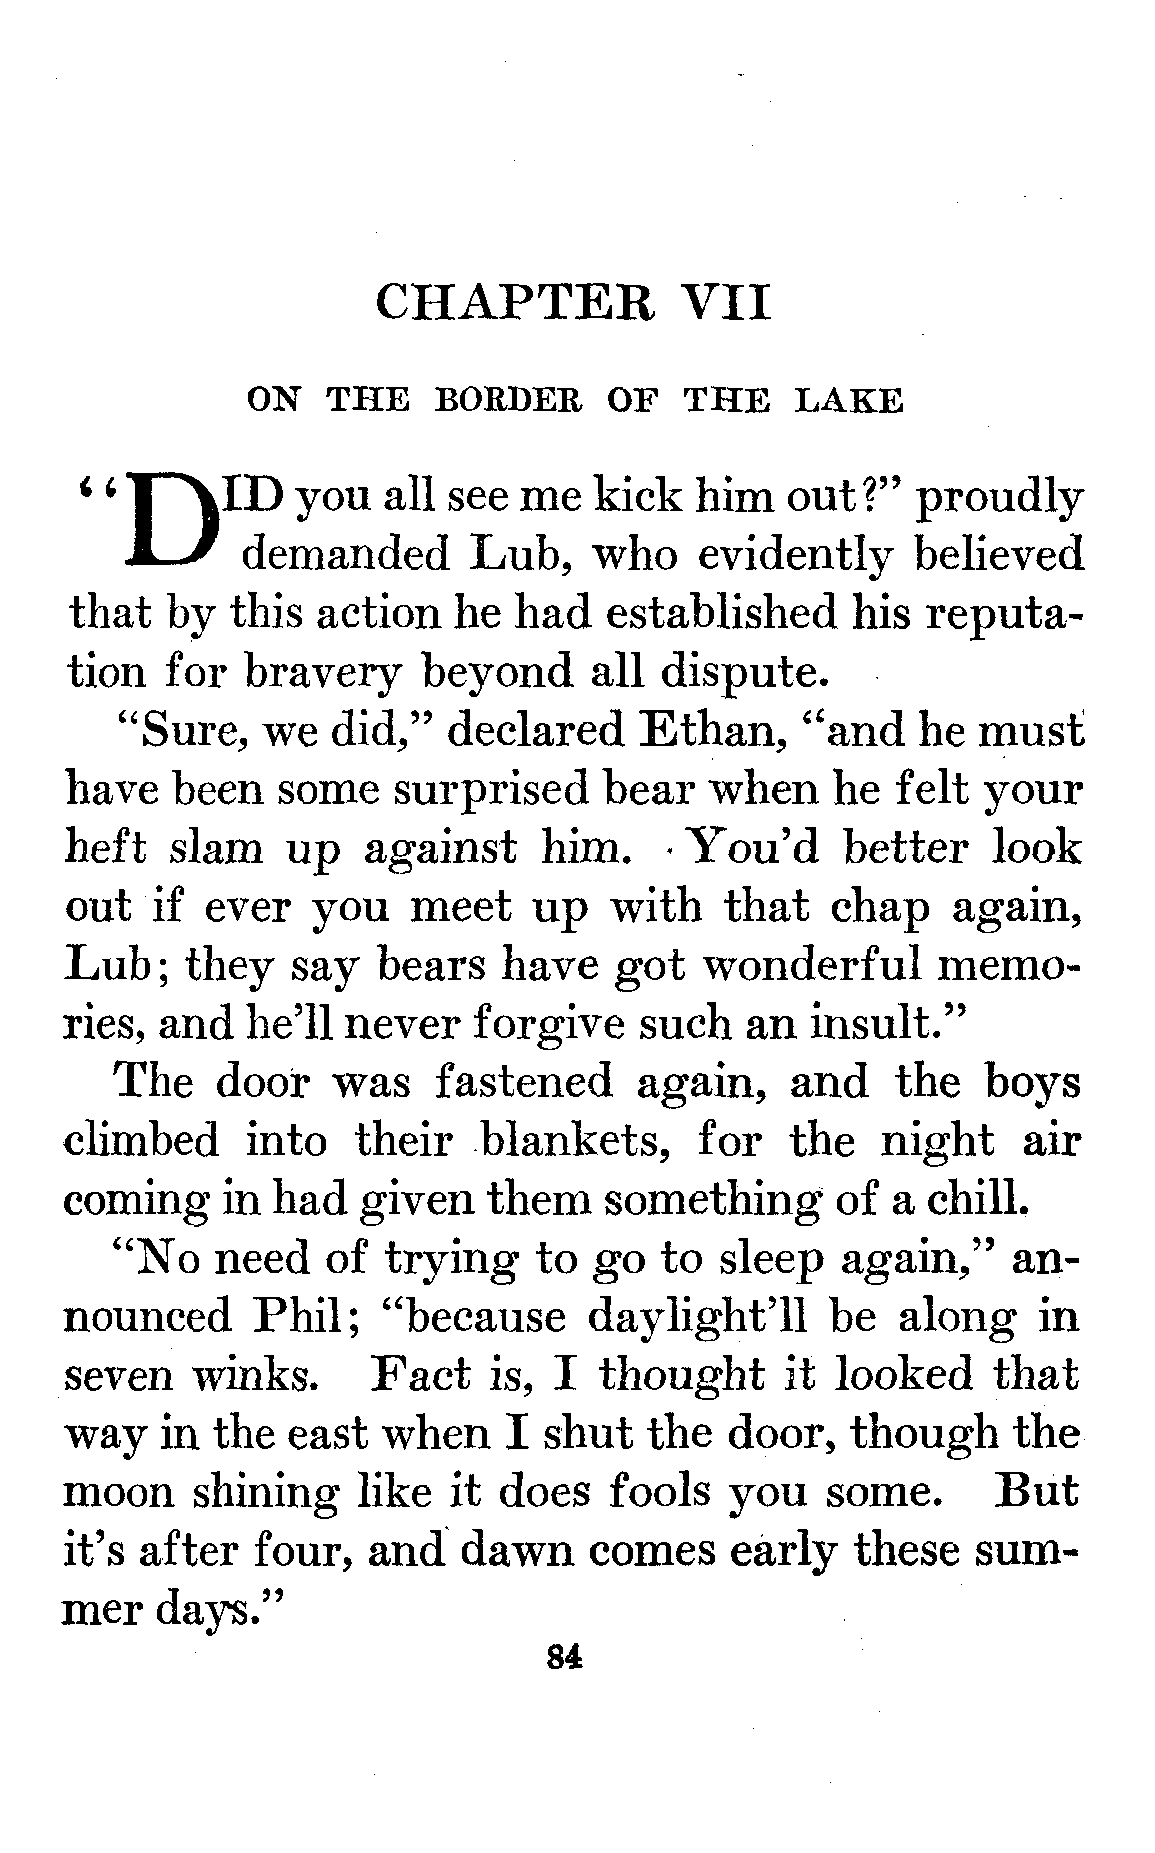 CHAPTER VII
ON THE BORDER OF THE LAKE
“DID you all see me kick him out?” proudly
demanded Lub, who evidently believed
that by this action he had established his reputa-
tion for bravery beyond all dispute.
“Sure, we did,” declared Ethan, “and he must
have been some surprised bear when he felt your
heft slam up against him. You’d better look
out if ever you meet up with that chap again,
Lub; they say bears have got wonderful memo-
ries, and he’ll never forgive such an insult.”
The door was fastened again, and the boys
climbed into their blankets, for the night air
coming in had given them something of a chill.
“No need of trying to go to sleep again,” an-
nounced Phil; “because daylight’ll be along in
seven winks. Fact is, I thought it looked that
way in the east when I shut the door, though the
moon shining like it does fools you some. But
it’s after four, and dawn comes early these sum-
mer days.”
84